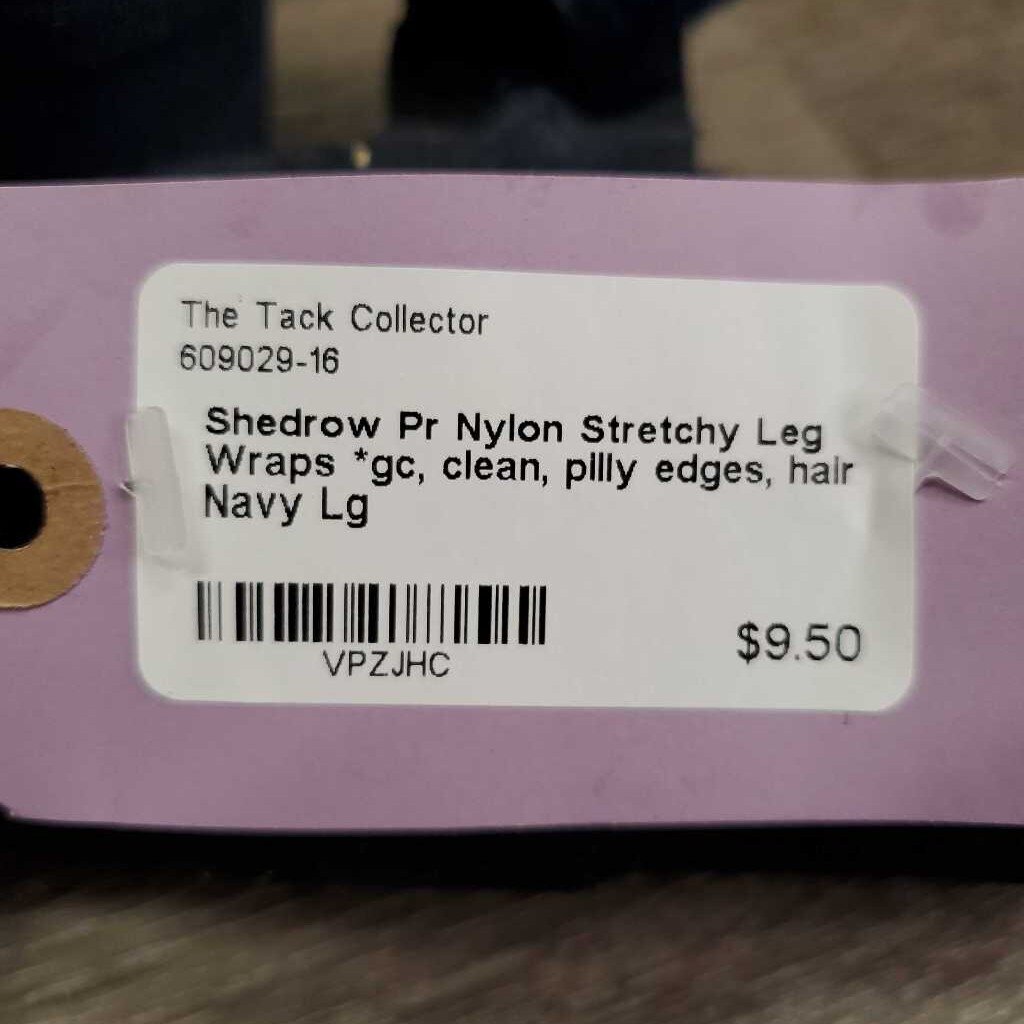 The Tack Collector
609029-16
Shedrow Pr Nylon Stretchy Leg
Wraps *gc, clean, pilly edges, hair
Navy Lg
VPZJHC
$9.50